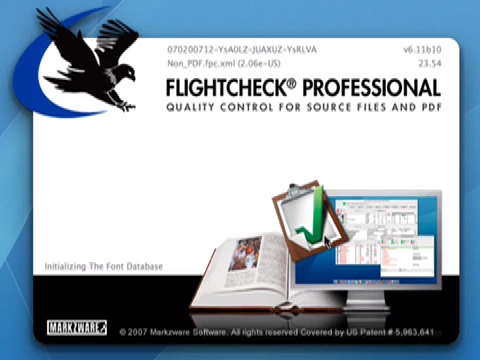 070200712-YsA0LZ-JUAXUZ-YsRLVA v6.11b10
Non_PDF.fpc.xml (2.06e-US) 23.54
FLIGHTCHECK® PROFESSIONAL
QUALITY CONTROL FOR SOURCE FILES AND PDF
Initializing The Font Database
MARKZWARE
© 2007 Markzware Software. All rights reserved Covered by US Patent # 5,963,641